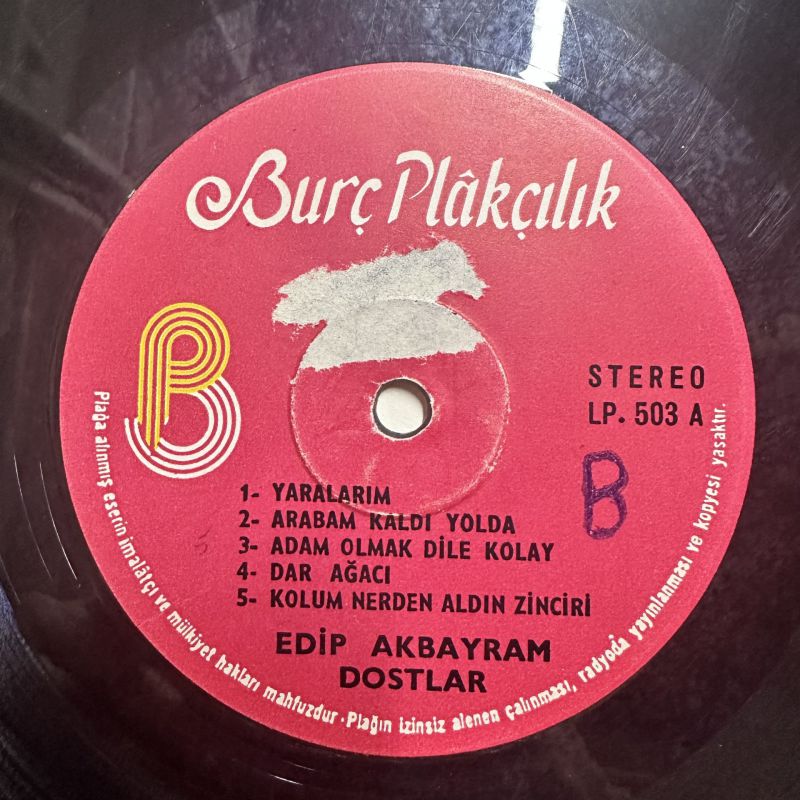 Burç Plâkçılık
STEREO
LP. 503 A
B
1- YARALARIM
2- ARABAM KALDI YOLDA
3- ADAM OLMAK DİLE KOLAY
4- DAR AĞACI
5- KOLUM NERDEN ALDIN ZİNCİRİ
EDİP AKBAYRAM
DOSTLAR
Plağa alınmış eserin imalâtçı ve mülkiyet hakları mahfuzdur · Plağın izinsiz alenen çalınması, radyoda yayınlanması ve kopyesi yasaktır.